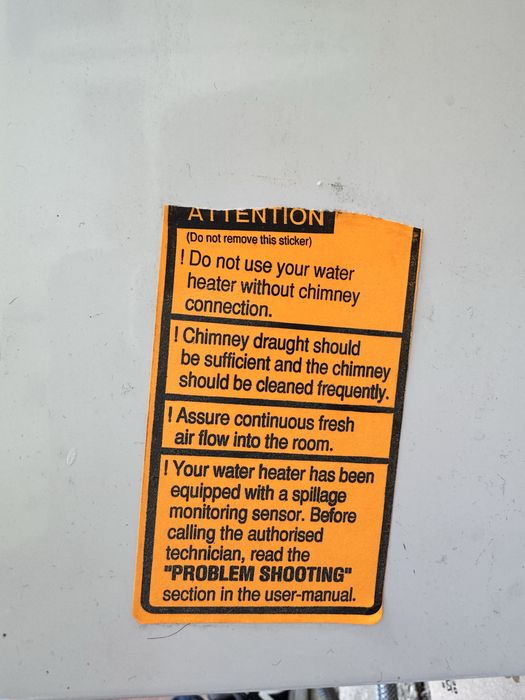 ATTENTION
(Do not remove this sticker)
! Do not use your water
heater without chimney
connection.
! Chimney draught should
be sufficient and the chimney
should be cleaned frequently.
! Assure continuous fresh
air flow into the room.
! Your water heater has been
equipped with a spillage
monitoring sensor. Before
calling the authorised
technician, read the
"PROBLEM SHOOTING"
section in the user-manual.